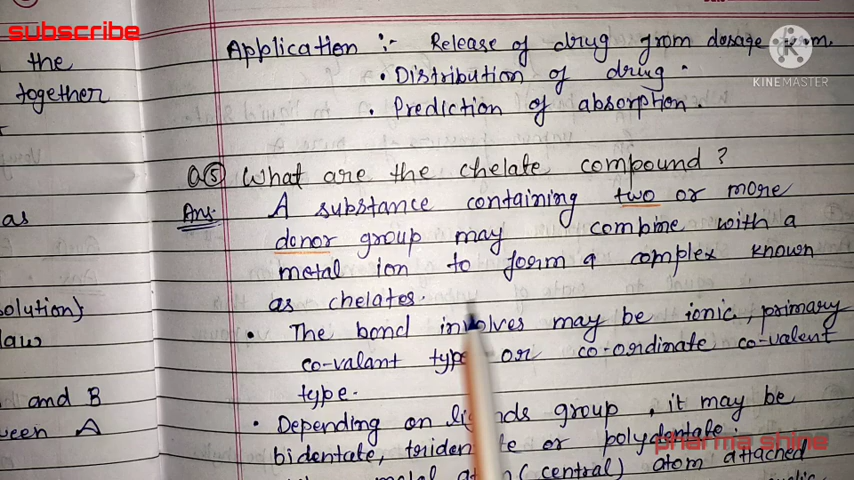 subscribe
KINEMASTER
the
together
as
solution}
law
and B
ween A
Application :- Release of drug from dosage form.
• Distribution of drug.
• Prediction of absorption.
Q(5) What are the chelate compound?
Ans:- A substance containing two or more
donor group may combine with a
metal ion to form a complex known
as chelates.
• The bond involves may be ionic, primary
co-valant type or co-ordinate co-valent
type.
• Depending on ligands group, it may be
bidentate, or polydentate.
(central) atom attached
pharma shine